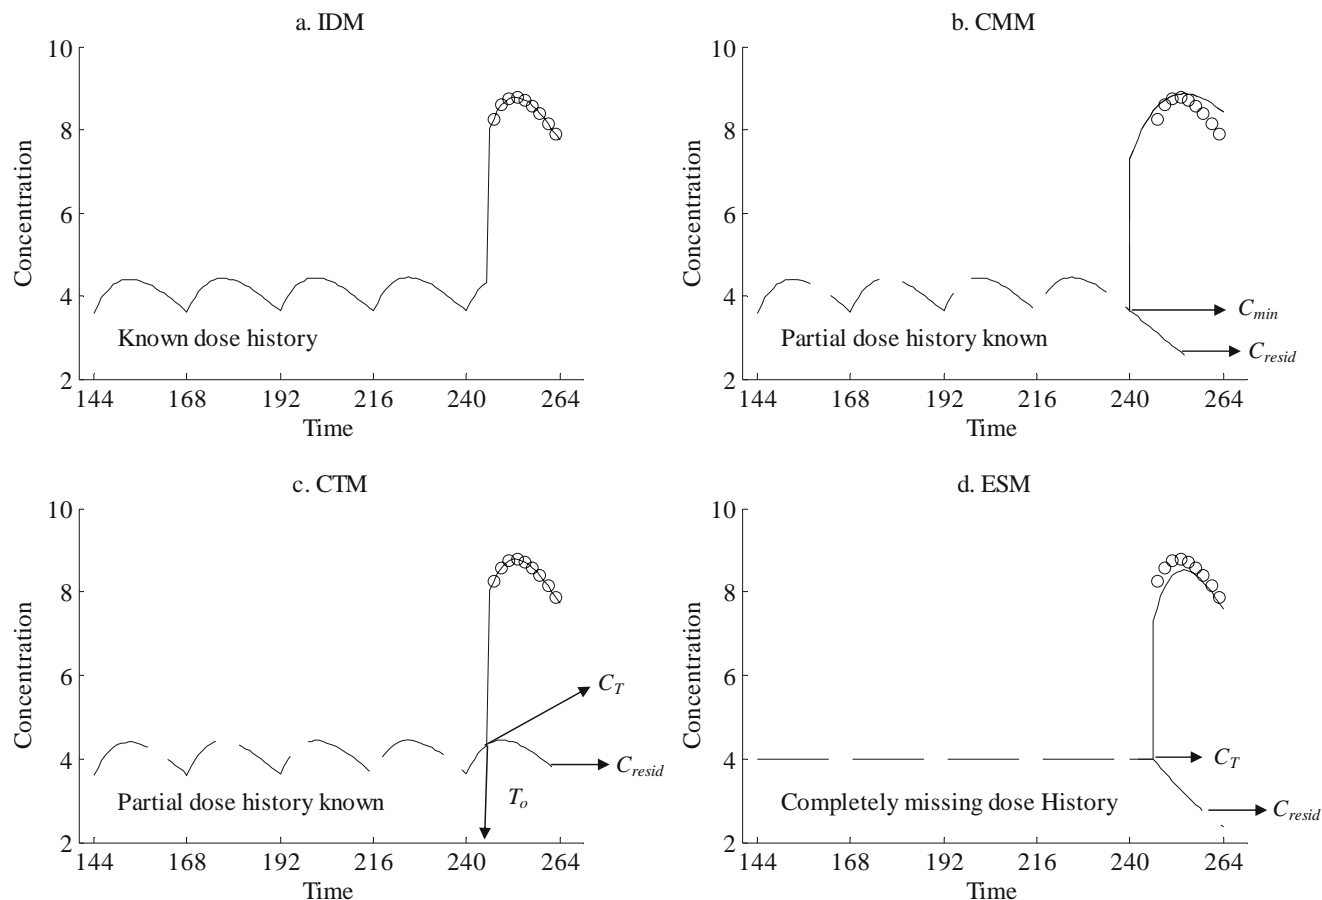 a. IDM
10
8
6
4
2
Concentration
Known dose history
144 168 192 216 240 264
Time
b. CMM
10
8
6
4
2
Concentration
C_min
Partial dose history known
C_resid
144 168 192 216 240 264
Time
c. CTM
10
8
6
4
2
Concentration
C_T
C_resid
Partial dose history known
T_o
144 168 192 216 240 264
Time
d. ESM
10
8
6
4
2
Concentration
C_T
Completely missing dose History
C_resid
144 168 192 216 240 264
Time